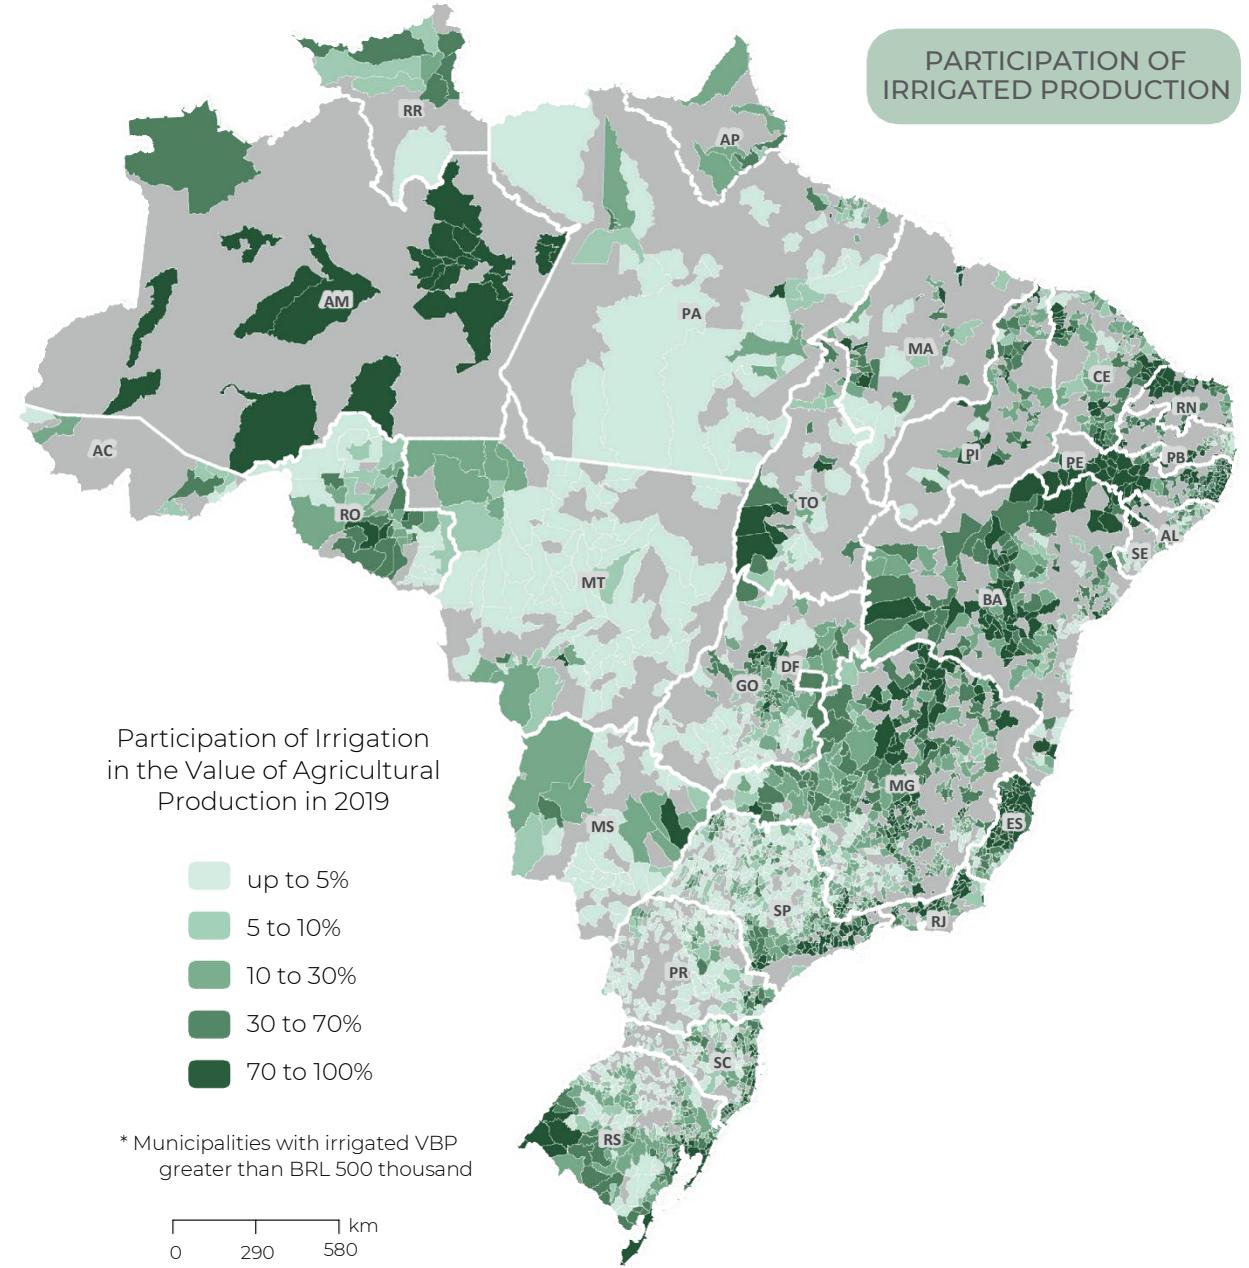 PARTICIPATION OF
IRRIGATED PRODUCTION
RR
AP
AM
PA
MA
CE
RN
AC
PI
PE
PB
RO
TO
AL
SE
MT
BA
DF
GO
Participation of Irrigation
in the Value of Agricultural
Production in 2019
MG
MS
ES
up to 5%
5 to 10%
10 to 30%
30 to 70%
70 to 100%
SP
RJ
PR
SC
RS
* Municipalities with irrigated VBP
greater than BRL 500 thousand
km
0 290 580